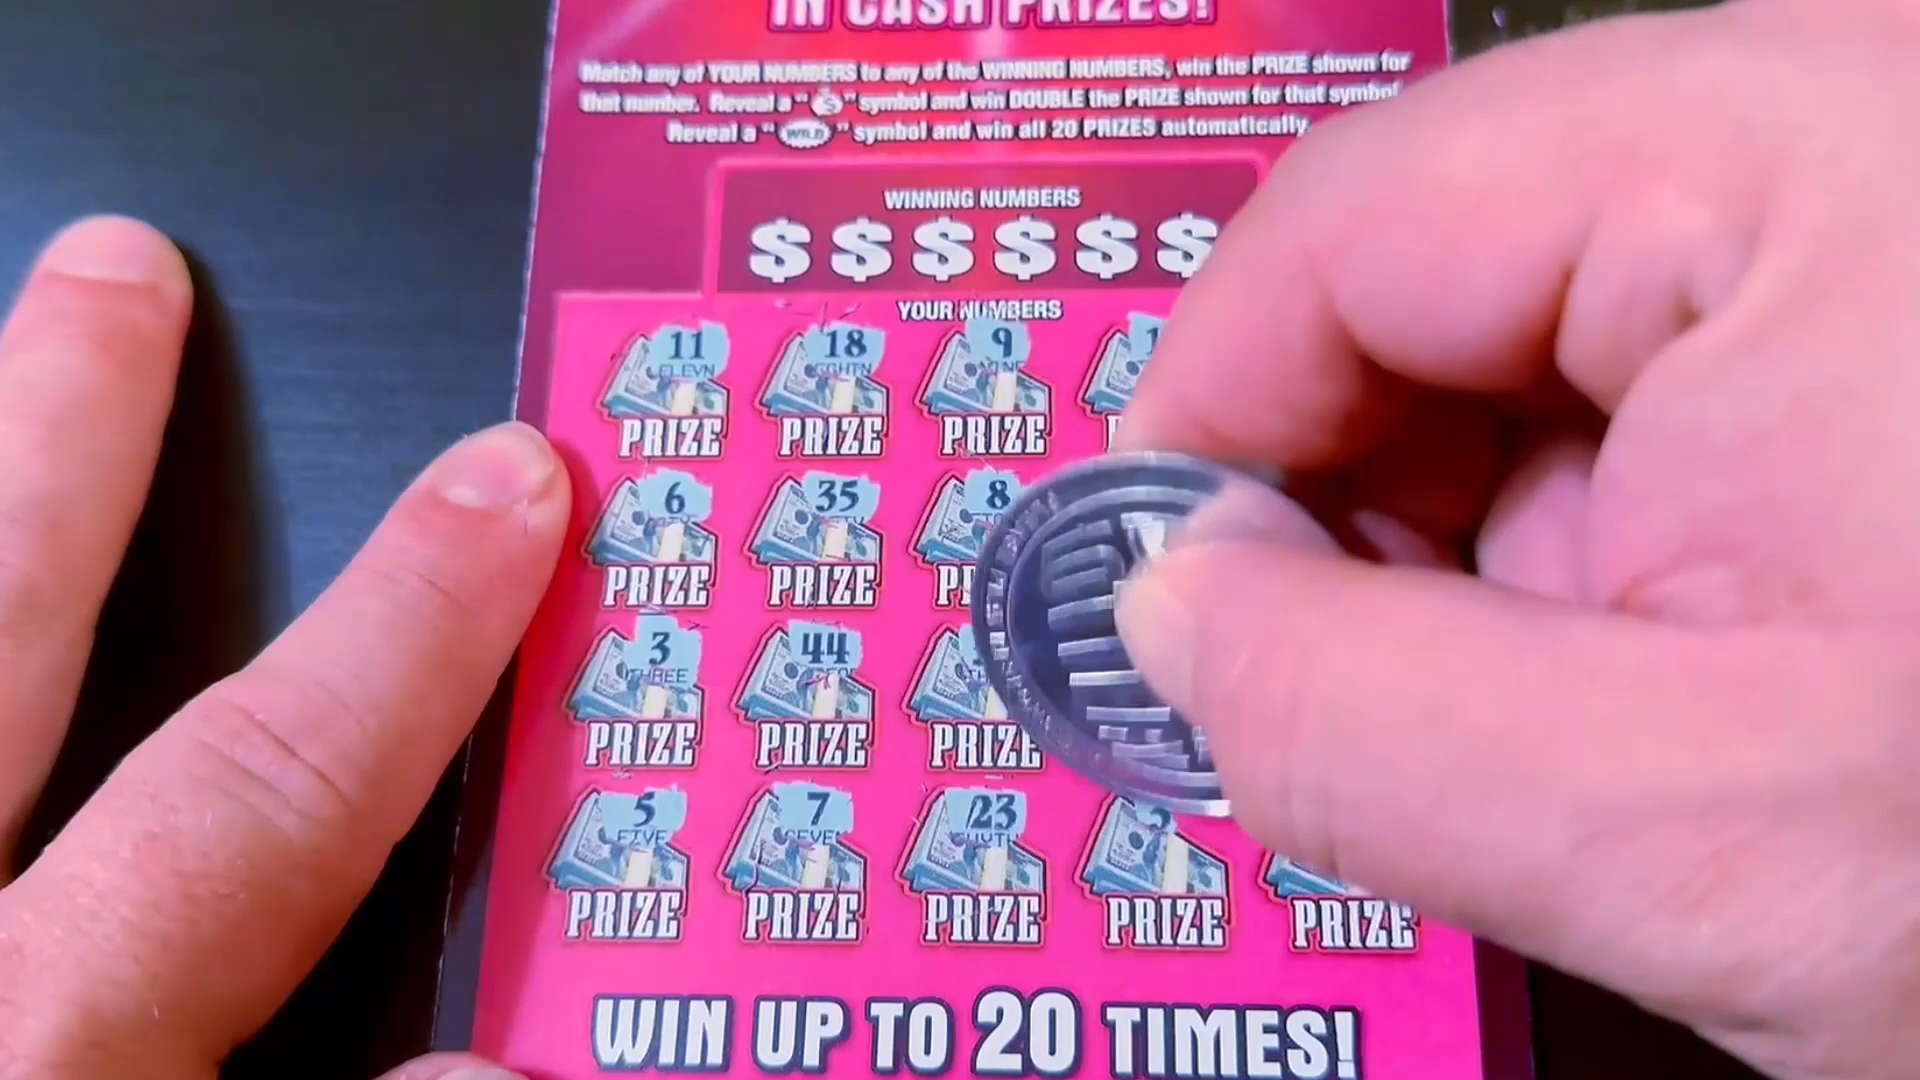 IN CASH PRIZES!
Match any of YOUR NUMBERS to any of the WINNING NUMBERS, win the PRIZE shown for
that number. Reveal a "$" symbol and win DOUBLE the PRIZE shown for that symbol.
Reveal a "WILD" symbol and win all 20 PRIZES automatically.
WINNING NUMBERS
$ $ $ $ $ $
YOUR NUMBERS
11 18 9
ELEVN EGHTN NINE
PRIZE PRIZE PRIZE
6 35 8
PRIZE PRIZE
3 44
THREE
PRIZE PRIZE PRIZE
5 7 23
FIVE SEVEN
PRIZE PRIZE PRIZE PRIZE PRIZE
WIN UP TO 20 TIMES!